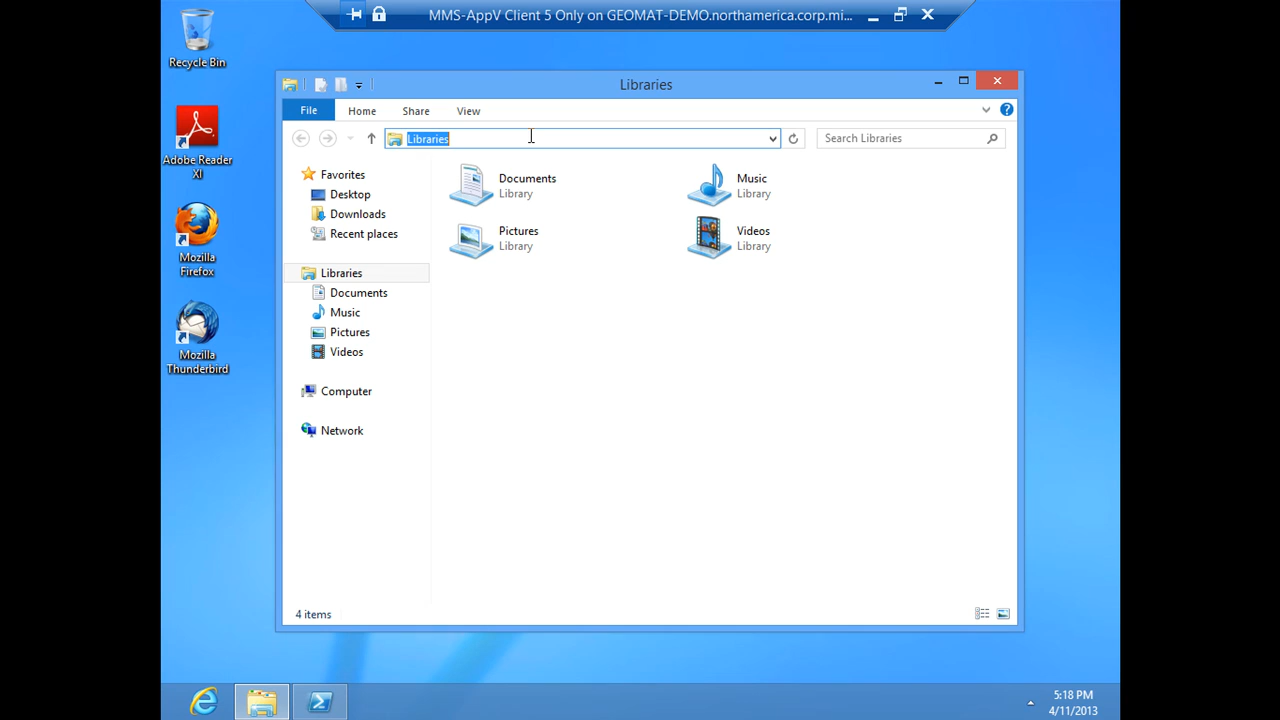 MMS-AppV Client 5 Only on GEOMAT-DEMO.northamerica.corp.mi...
Recycle Bin
Adobe Reader
XI
Mozilla
Firefox
Mozilla
Thunderbird
Libraries
File
Home
Share
View
Libraries
Search Libraries
Favorites
Desktop
Downloads
Recent places
Libraries
Documents
Music
Pictures
Videos
Computer
Network
Documents
Library
Music
Library
Pictures
Library
Videos
Library
4 items
5:18 PM
4/11/2013